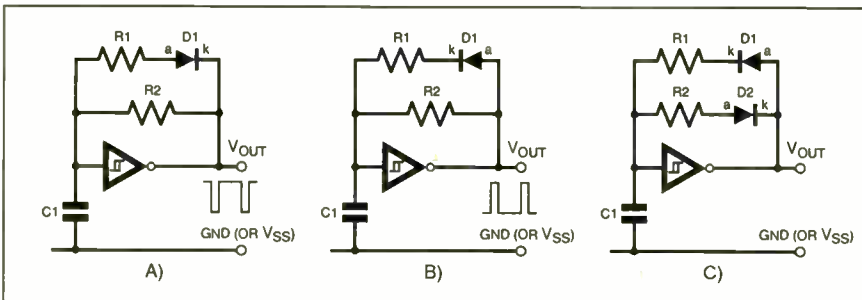 R1
D1
a
k
R2
VOUT
C1
GND (OR VSS)
A)
R1
D1
k
a
R2
VOUT
C1
GND (OR VSS)
B)
R1
D1
k
a
R2
D2
a
k
VOUT
C1
GND (OR VSS)
C)